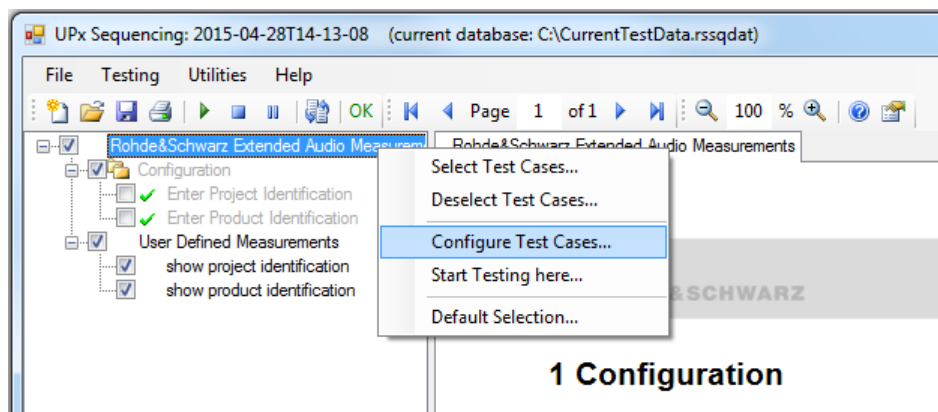 UPx Sequencing: 2015-04-28T14-13-08 (current database: C:\CurrentTestData.rssqdat)
File Testing Utilities Help
OK Page 1 of 1 100 %
Rohde&Schwarz Extended Audio Measurem
Rohde&Schwarz Extended Audio Measurements
Configuration
Enter Project Identification
Enter Product Identification
User Defined Measurements
show project identification
show product identification
Select Test Cases...
Deselect Test Cases...
Configure Test Cases...
Start Testing here...
Default Selection...
&SCHWARZ
1 Configuration